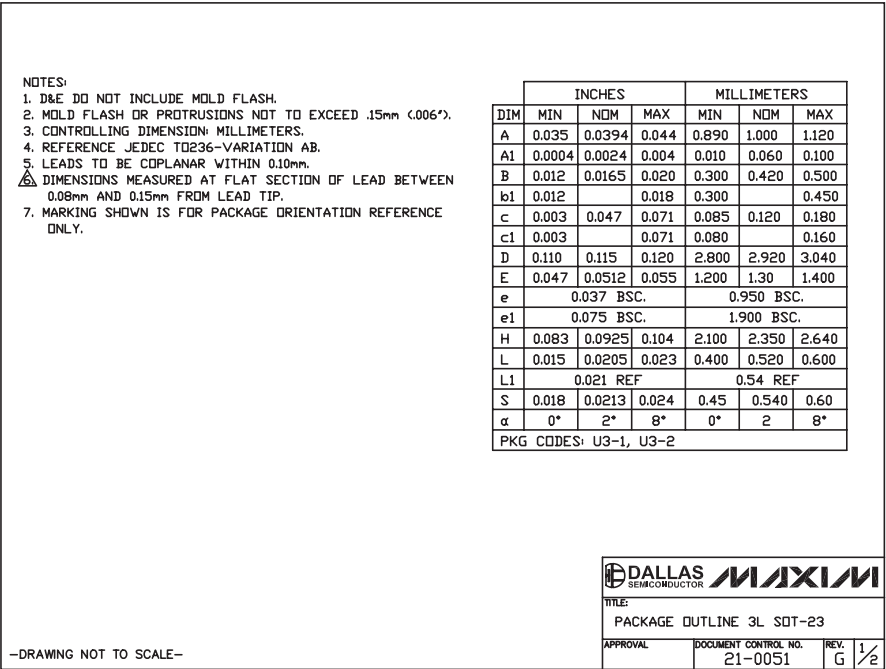 NOTES:
1. D&E DO NOT INCLUDE MOLD FLASH.
2. MOLD FLASH OR PROTRUSIONS NOT TO EXCEED .15mm (.006").
3. CONTROLLING DIMENSION: MILLIMETERS.
4. REFERENCE JEDEC TO236-VARIATION AB.
5. LEADS TO BE COPLANAR WITHIN 0.10mm.
6. DIMENSIONS MEASURED AT FLAT SECTION OF LEAD BETWEEN
0.08mm AND 0.15mm FROM LEAD TIP.
7. MARKING SHOWN IS FOR PACKAGE ORIENTATION REFERENCE
ONLY.
INCHES MILLIMETERS
DIM MIN NOM MAX MIN NOM MAX
A 0.035 0.0394 0.044 0.890 1.000 1.120
A1 0.0004 0.0024 0.004 0.010 0.060 0.100
B 0.012 0.0165 0.020 0.300 0.420 0.500
b1 0.012 0.018 0.300 0.450
c 0.003 0.047 0.071 0.085 0.120 0.180
c1 0.003 0.071 0.080 0.160
D 0.110 0.115 0.120 2.800 2.920 3.040
E 0.047 0.0512 0.055 1.200 1.30 1.400
e 0.037 BSC. 0.950 BSC.
e1 0.075 BSC. 1.900 BSC.
H 0.083 0.0925 0.104 2.100 2.350 2.640
L 0.015 0.0205 0.023 0.400 0.520 0.600
L1 0.021 REF 0.54 REF
S 0.018 0.0213 0.024 0.45 0.540 0.60
α 0° 2° 8° 0° 2 8°
PKG CODES: U3-1, U3-2
DALLAS SEMICONDUCTOR MAXIM
TITLE:
PACKAGE OUTLINE 3L SOT-23
APPROVAL DOCUMENT CONTROL NO. REV.
21-0051 G 1/2
-DRAWING NOT TO SCALE-